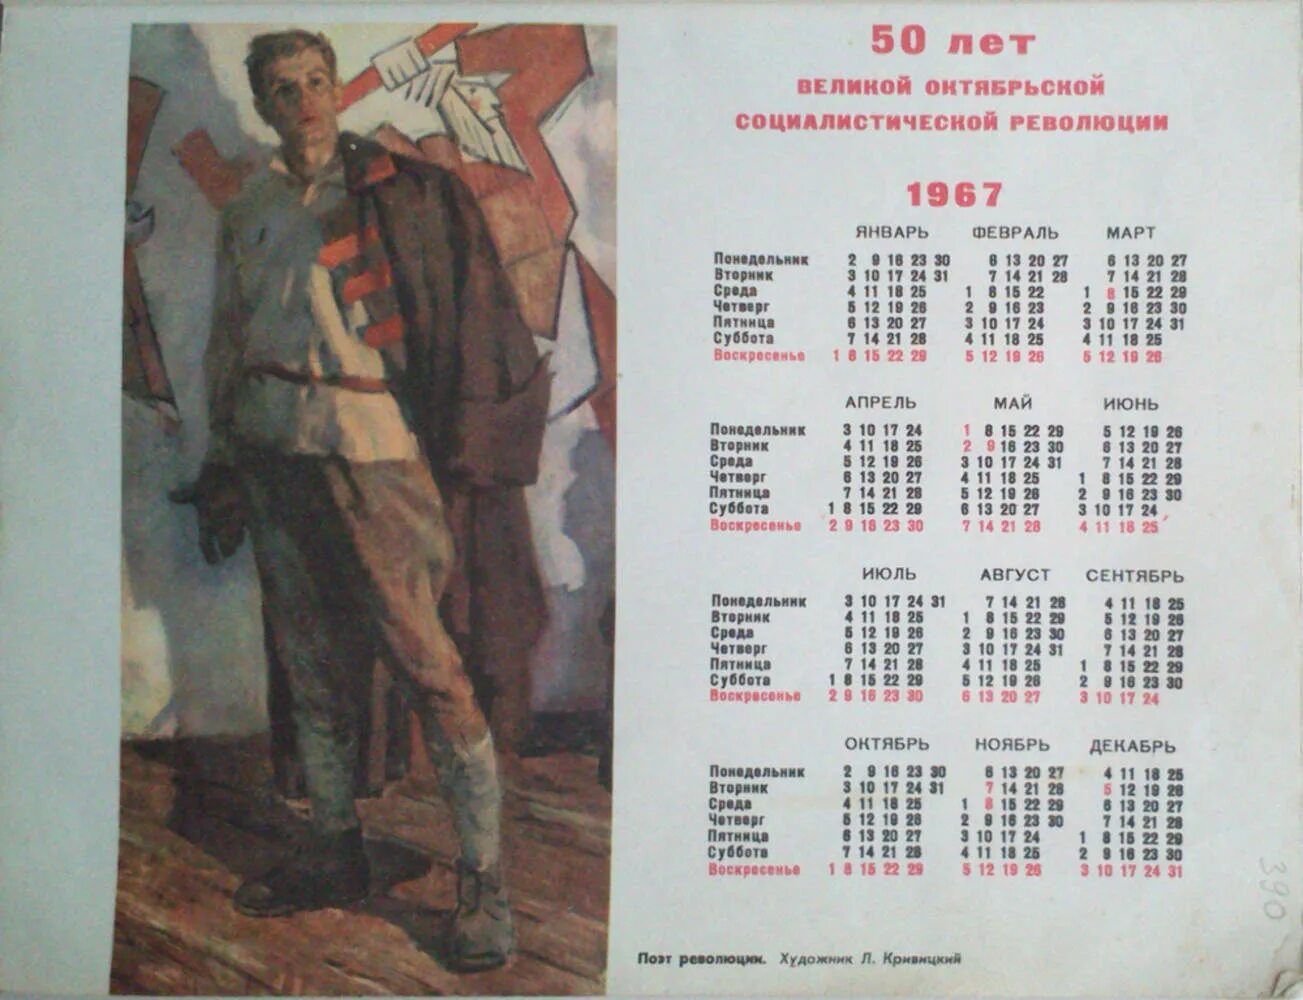 50 лет
ВЕЛИКОЙ ОКТЯБРЬСКОЙ
СОЦИАЛИСТИЧЕСКОЙ РЕВОЛЮЦИИ
1967
ЯНВАРЬ ФЕВРАЛЬ МАРТ
Понедельник 2 9 16 23 30 6 13 20 27 6 13 20 27
Вторник 3 10 17 24 31 7 14 21 28 7 14 21 28
Среда 4 11 18 25 1 8 15 22 1 8 15 22 29
Четверг 5 12 19 26 2 9 16 23 2 9 16 23 30
Пятница 6 13 20 27 3 10 17 24 3 10 17 24 31
Суббота 7 14 21 28 4 11 18 25 4 11 18 25
Воскресенье 1 8 15 22 29 5 12 19 26 5 12 19 26
АПРЕЛЬ МАЙ ИЮНЬ
Понедельник 3 10 17 24 1 8 15 22 29 5 12 19 26
Вторник 4 11 18 25 2 9 16 23 30 6 13 20 27
Среда 5 12 19 26 3 10 17 24 31 7 14 21 28
Четверг 6 13 20 27 4 11 18 25 1 8 15 22 29
Пятница 7 14 21 28 5 12 19 26 2 9 16 23 30
Суббота 1 8 15 22 29 6 13 20 27 3 10 17 24
Воскресенье 2 9 16 23 30 7 14 21 28 4 11 18 25
ИЮЛЬ АВГУСТ СЕНТЯБРЬ
Понедельник 3 10 17 24 31 7 14 21 28 4 11 18 25
Вторник 4 11 18 25 1 8 15 22 29 5 12 19 26
Среда 5 12 19 26 2 9 16 23 30 6 13 20 27
Четверг 6 13 20 27 3 10 17 24 31 7 14 21 28
Пятница 7 14 21 28 4 11 18 25 1 8 15 22 29
Суббота 1 8 15 22 29 5 12 19 26 2 9 16 23 30
Воскресенье 2 9 16 23 30 6 13 20 27 3 10 17 24
ОКТЯБРЬ НОЯБРЬ ДЕКАБРЬ
Понедельник 2 9 16 23 30 6 13 20 27 4 11 18 25
Вторник 3 10 17 24 31 7 14 21 28 5 12 19 26
Среда 4 11 18 25 1 8 15 22 29 6 13 20 27
Четверг 5 12 19 26 2 9 16 23 30 7 14 21 28
Пятница 6 13 20 27 3 10 17 24 1 8 15 22 29
Суббота 7 14 21 28 4 11 18 25 2 9 16 23 30
Воскресенье 1 8 15 22 29 5 12 19 26 3 10 17 24 31
Поэт революции. Художник Л. Кривицкий
390